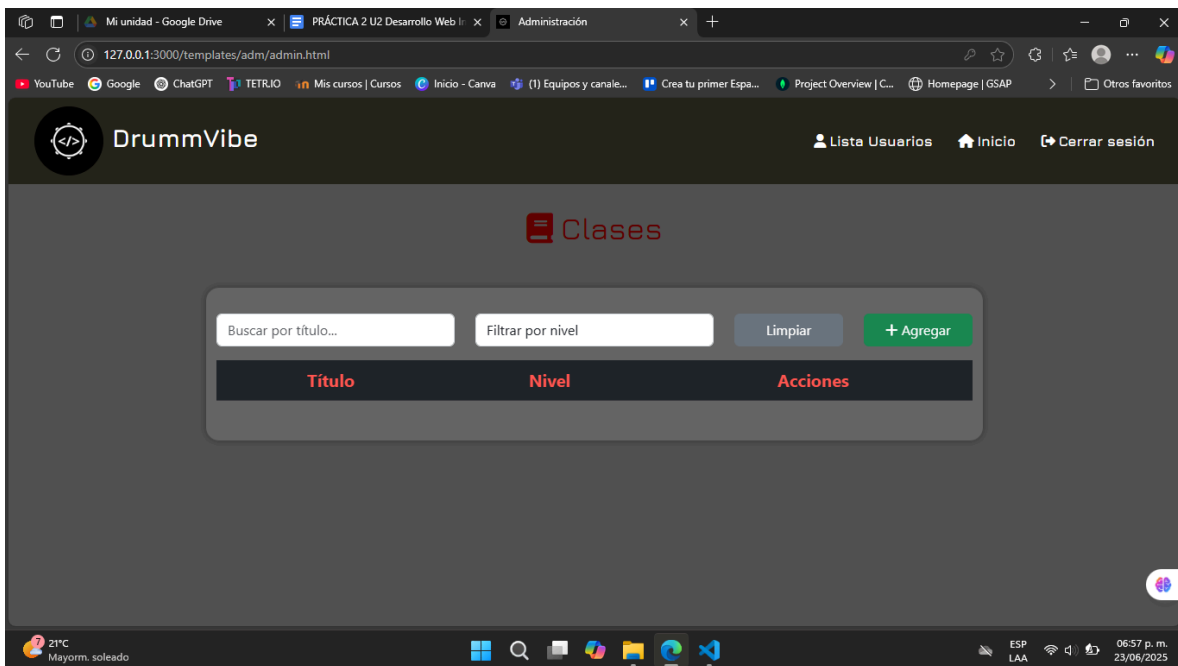 Mi unidad - Google Drive
PRÁCTICA 2 U2 Desarrollo Web In
Administración
127.0.0.1:3000/templates/adm/admin.html
YouTube Google ChatGPT TETR.IO Mis cursos | Cursos Inicio - Canva (1) Equipos y canale... Crea tu primer Espa... Project Overview | C... Homepage | GSAP Otros favoritos
</>
DrummVibe
Lista Usuarios Inicio Cerrar sesión
Clases
Buscar por título... Filtrar por nivel Limpiar + Agregar
Título Nivel Acciones
7
21°C
Mayorm. soleado
ESP
LAA
06:57 p. m.
23/06/2025